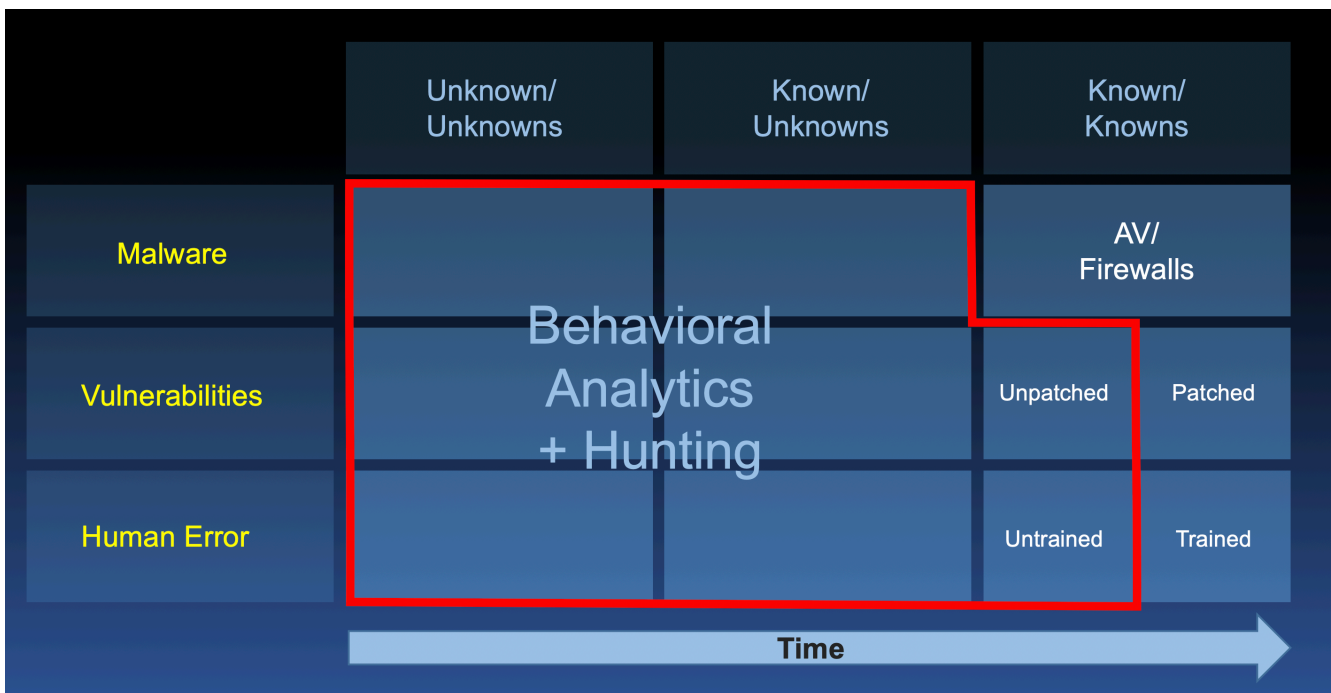 Unknown/
Unknowns
Known/
Unknowns
Known/
Knowns
Malware
AV/
Firewalls
Behavioral
Analytics
+ Hunting
Vulnerabilities
Unpatched
Patched
Human Error
Untrained
Trained
Time